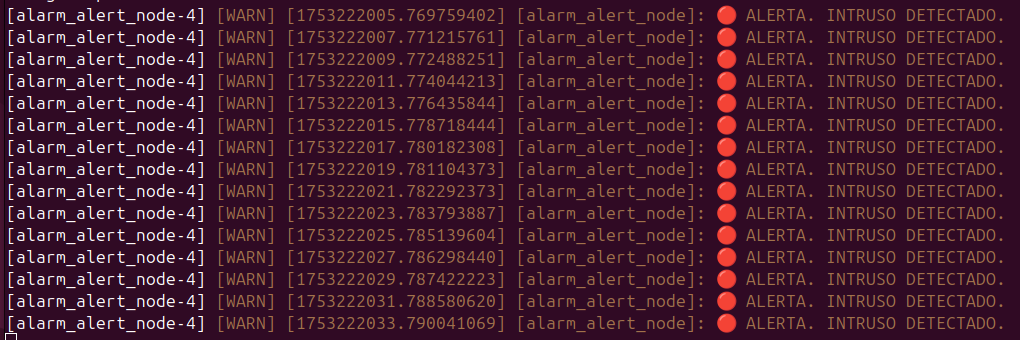 [alarm_alert_node-4] [WARN] [1753222005.769759402] [alarm_alert_node]: 🔴 ALERTA. INTRUSO DETECTADO.
[alarm_alert_node-4] [WARN] [1753222007.771215761] [alarm_alert_node]: 🔴 ALERTA. INTRUSO DETECTADO.
[alarm_alert_node-4] [WARN] [1753222009.772488251] [alarm_alert_node]: 🔴 ALERTA. INTRUSO DETECTADO.
[alarm_alert_node-4] [WARN] [1753222011.774044213] [alarm_alert_node]: 🔴 ALERTA. INTRUSO DETECTADO.
[alarm_alert_node-4] [WARN] [1753222013.776435844] [alarm_alert_node]: 🔴 ALERTA. INTRUSO DETECTADO.
[alarm_alert_node-4] [WARN] [1753222015.778718444] [alarm_alert_node]: 🔴 ALERTA. INTRUSO DETECTADO.
[alarm_alert_node-4] [WARN] [1753222017.780182308] [alarm_alert_node]: 🔴 ALERTA. INTRUSO DETECTADO.
[alarm_alert_node-4] [WARN] [1753222019.781104373] [alarm_alert_node]: 🔴 ALERTA. INTRUSO DETECTADO.
[alarm_alert_node-4] [WARN] [1753222021.782292373] [alarm_alert_node]: 🔴 ALERTA. INTRUSO DETECTADO.
[alarm_alert_node-4] [WARN] [1753222023.783793887] [alarm_alert_node]: 🔴 ALERTA. INTRUSO DETECTADO.
[alarm_alert_node-4] [WARN] [1753222025.785139604] [alarm_alert_node]: 🔴 ALERTA. INTRUSO DETECTADO.
[alarm_alert_node-4] [WARN] [1753222027.786298440] [alarm_alert_node]: 🔴 ALERTA. INTRUSO DETECTADO.
[alarm_alert_node-4] [WARN] [1753222029.787422223] [alarm_alert_node]: 🔴 ALERTA. INTRUSO DETECTADO.
[alarm_alert_node-4] [WARN] [1753222031.788580620] [alarm_alert_node]: 🔴 ALERTA. INTRUSO DETECTADO.
[alarm_alert_node-4] [WARN] [1753222033.790041069] [alarm_alert_node]: 🔴 ALERTA. INTRUSO DETECTADO.